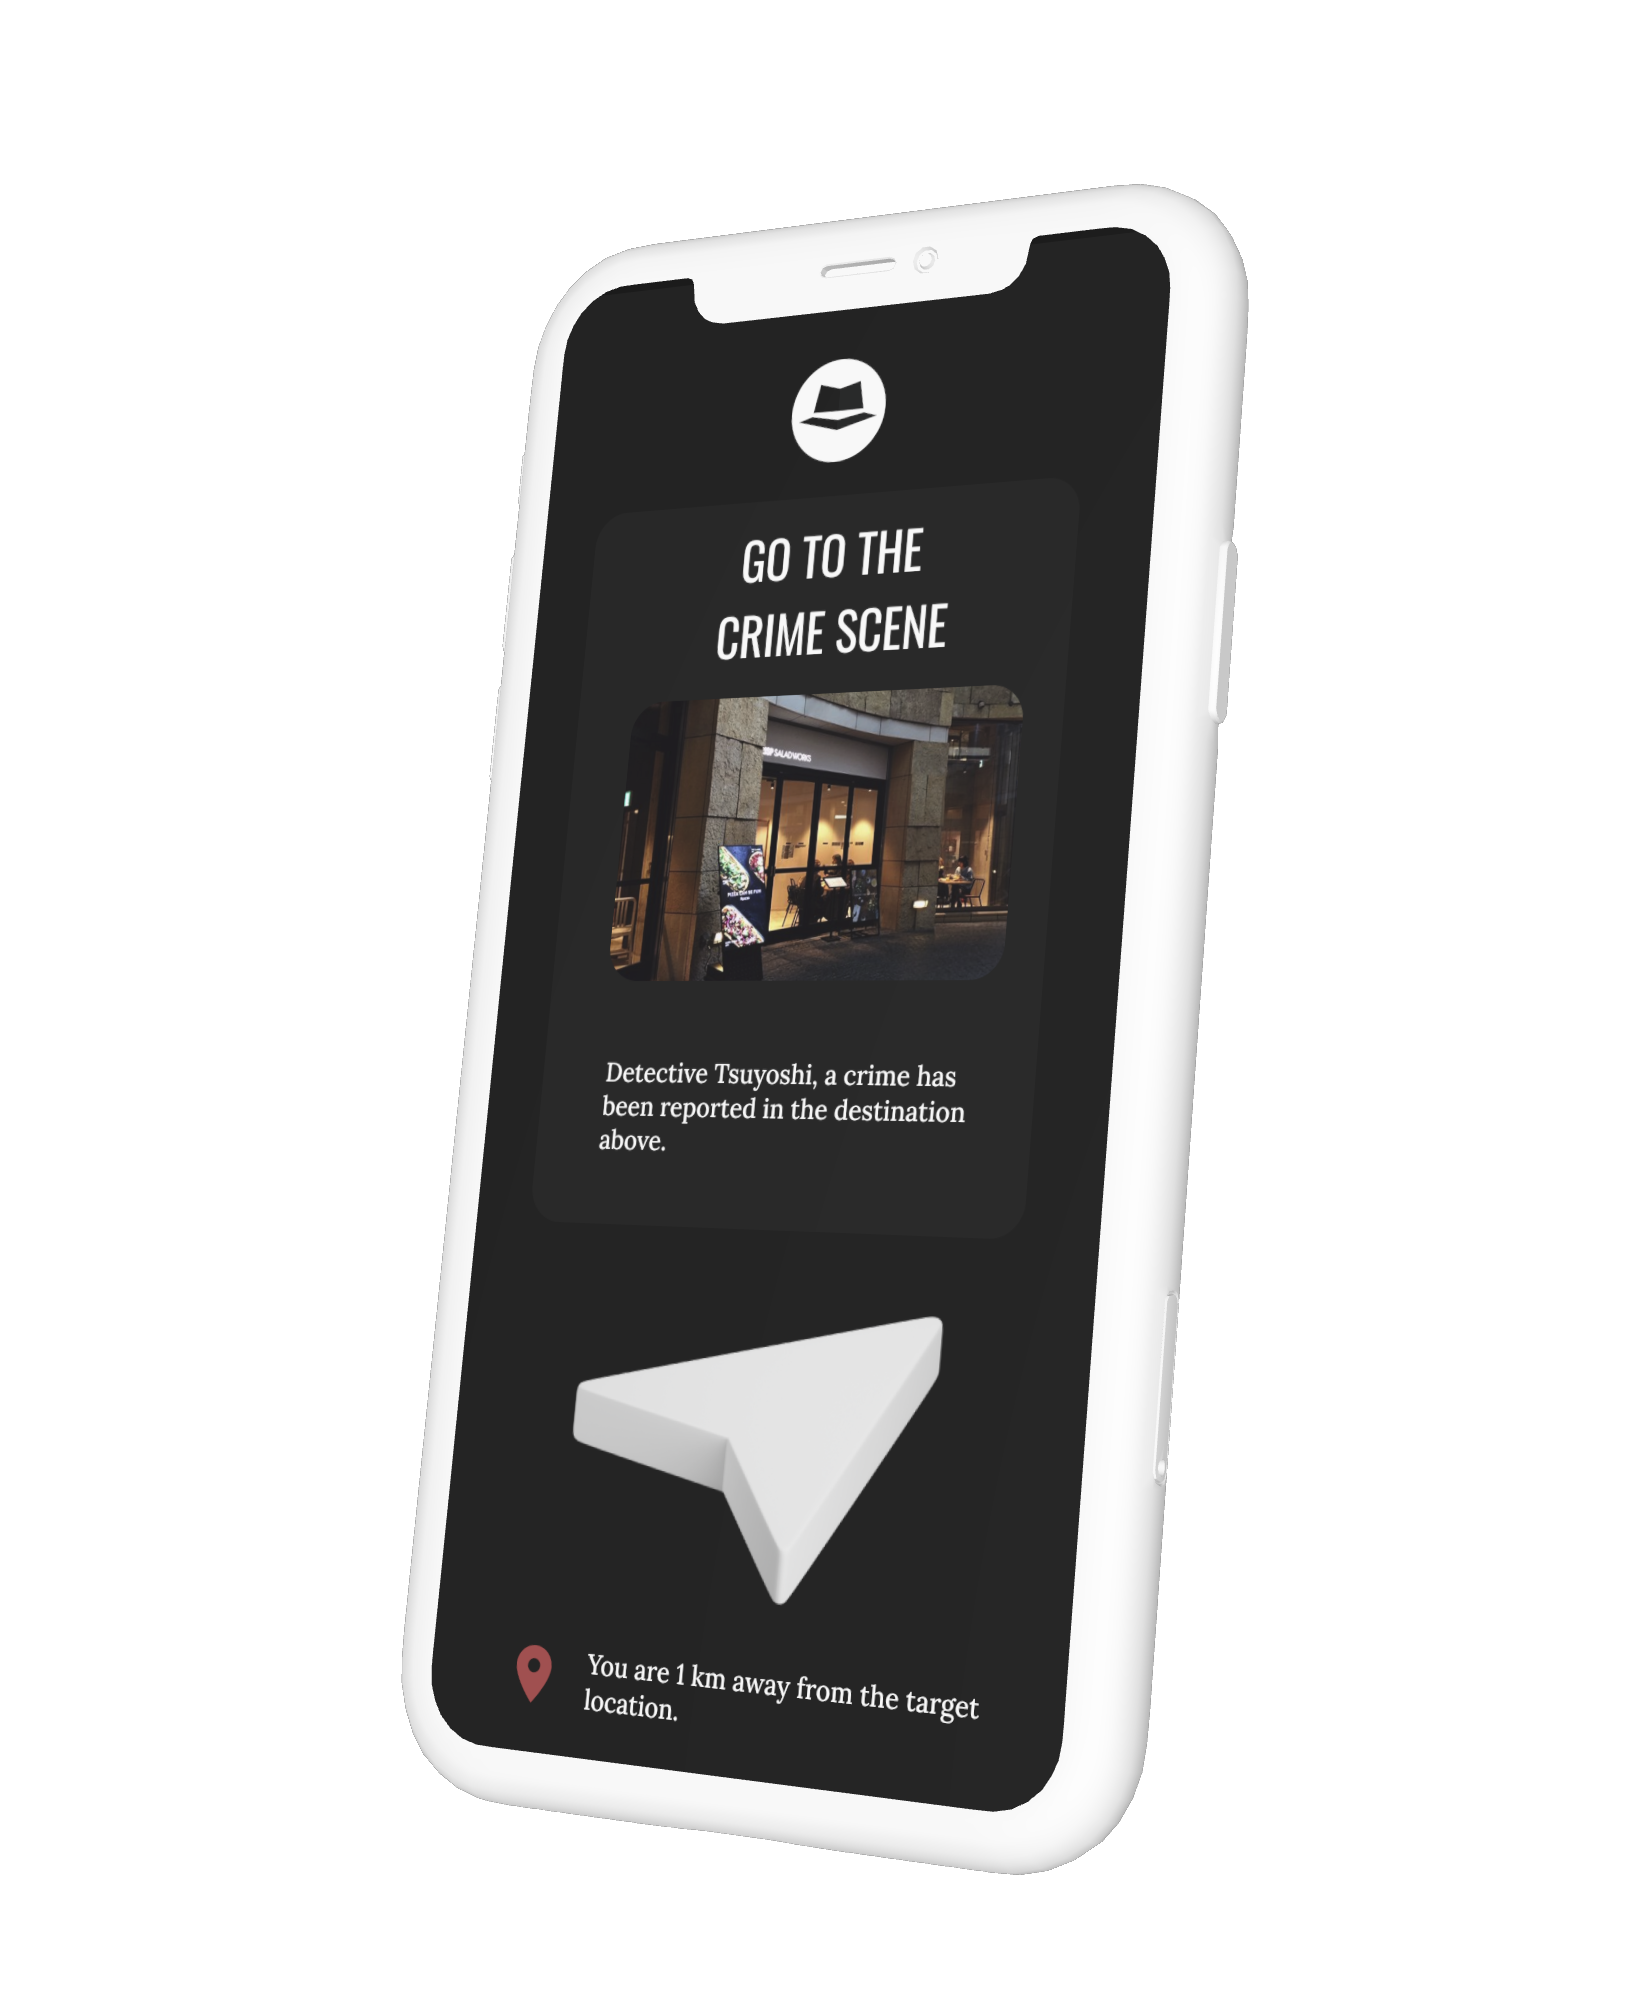 GO TO THE
CRIME SCENE
SALADWORKS
Detective Tsuyoshi, a crime has
been reported in the destination
above.
You are 1 km away from the target
location.